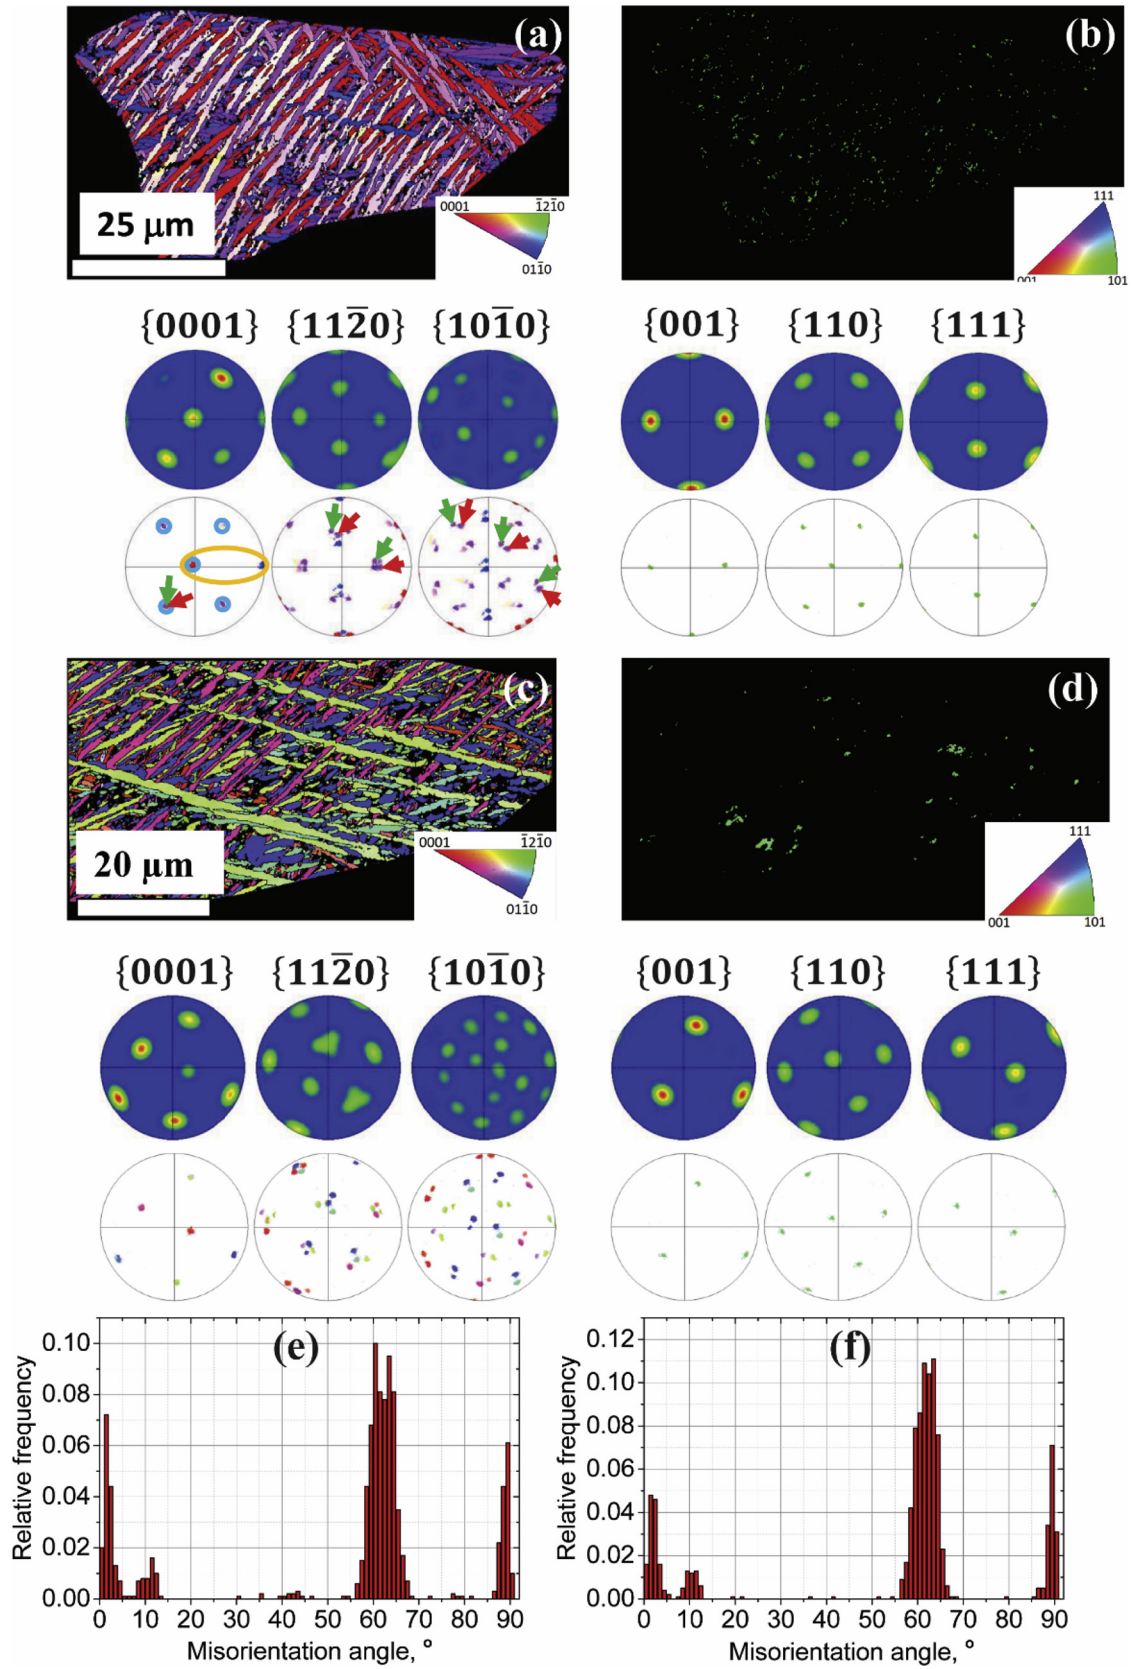 (a)
25 μm
0001 1̅21̅0
011̅0
(b)
111
001 101
{0001} {112̅0} {101̅0}
{001} {110} {111}
(c)
20 μm
0001 1̅21̅0
011̅0
(d)
111
001 101
{0001} {112̅0} {101̅0}
{001} {110} {111}
(e)
Relative frequency
0.10
0.08
0.06
0.04
0.02
0.00
0 10 20 30 40 50 60 70 80 90
Misorientation angle, º
(f)
Relative frequency
0.12
0.10
0.08
0.06
0.04
0.02
0.00
0 10 20 30 40 50 60 70 80 90
Misorientation angle, º